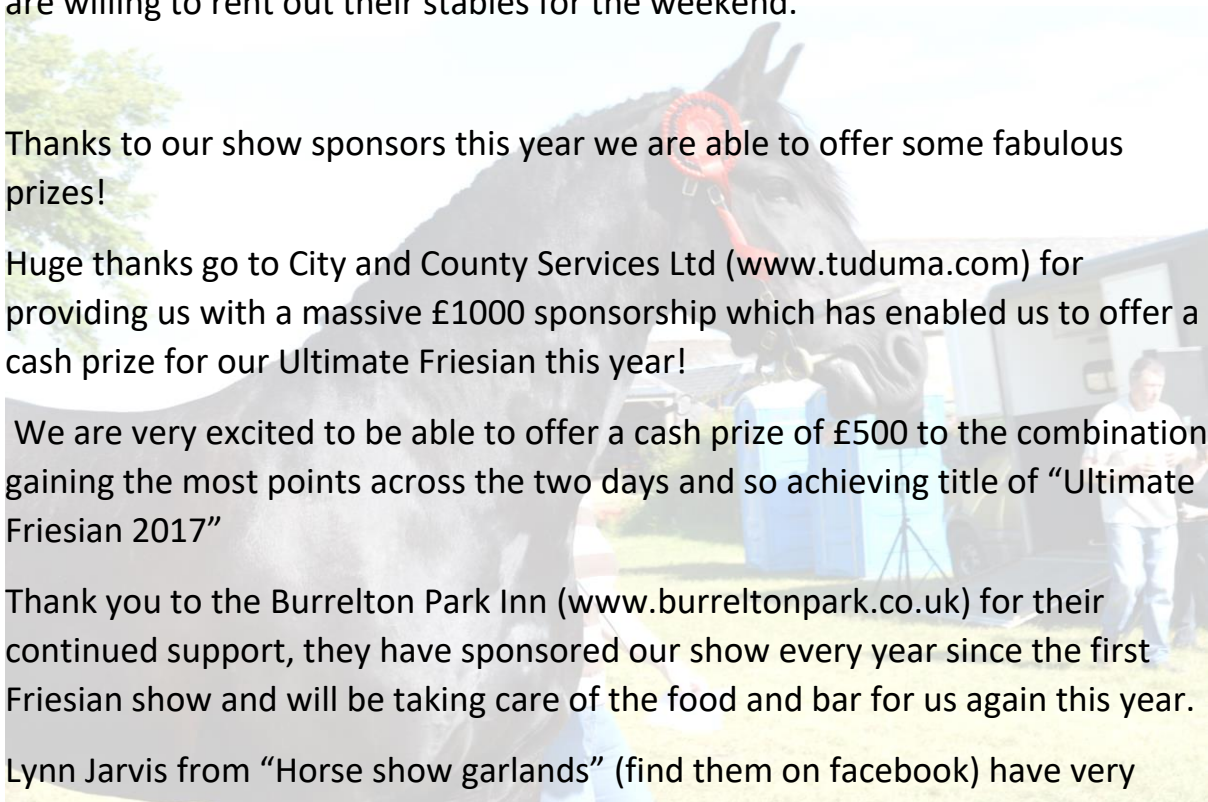 are willing to rent out their stables for the weekend.
Thanks to our show sponsors this year we are able to offer some fabulous
prizes!
Huge thanks go to City and County Services Ltd (www.tuduma.com) for
providing us with a massive £1000 sponsorship which has enabled us to offer a
cash prize for our Ultimate Friesian this year!
We are very excited to be able to offer a cash prize of £500 to the combination
gaining the most points across the two days and so achieving title of “Ultimate
Friesian 2017”
Thank you to the Burrelton Park Inn (www.burreltonpark.co.uk) for their
continued support, they have sponsored our show every year since the first
Friesian show and will be taking care of the food and bar for us again this year.
Lynn Jarvis from “Horse show garlands” (find them on facebook) have very